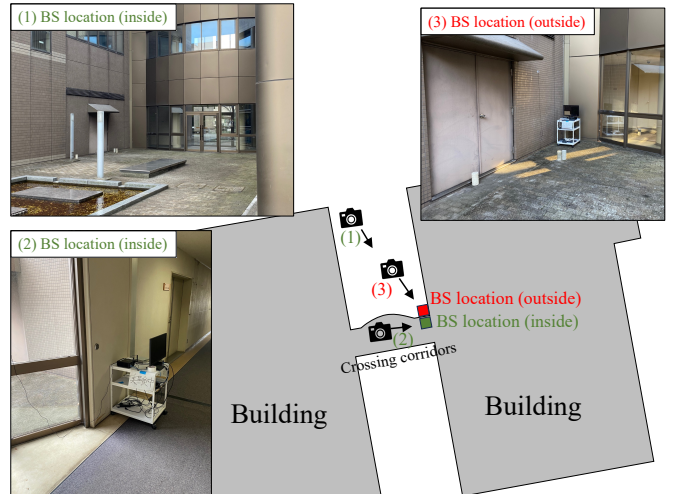 (1) BS location (inside)
(3) BS location (outside)
(1)
(2) BS location (inside)
(3)
BS location (outside)
BS location (inside)
(2)
Crossing corridors
Building
Building